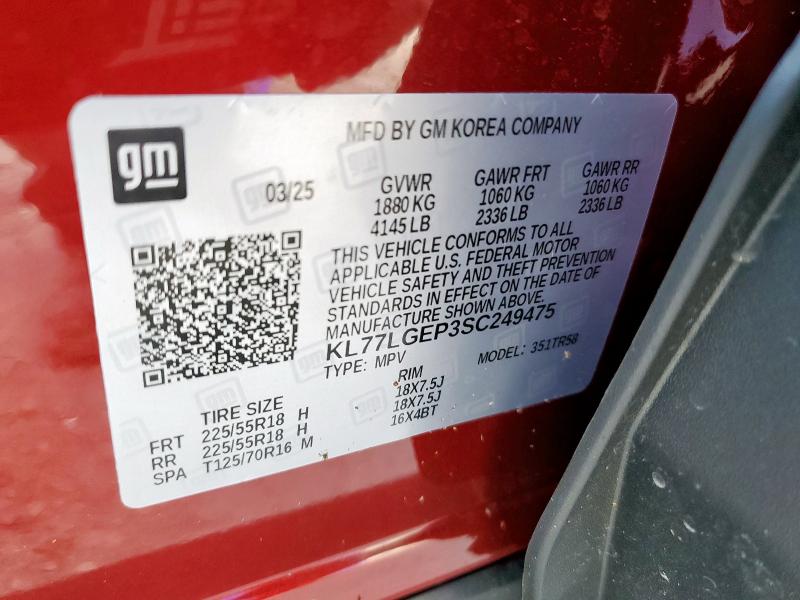 gm
MFD BY GM KOREA COMPANY
03/25
GVWR
1880 KG
4145 LB
GAWR FRT
1060 KG
2336 LB
GAWR RR
1060 KG
2336 LB
THIS VEHICLE CONFORMS TO ALL
APPLICABLE U.S. FEDERAL MOTOR
VEHICLE SAFETY AND THEFT PREVENTION
STANDARDS IN EFFECT ON THE DATE OF
MANUFACTURE SHOWN ABOVE.
KL77LGEP3SC249475
TYPE: MPV MODEL: 351TR58
TIRE SIZE RIM
FRT 225/55R18 H 18X7.5J
RR 225/55R18 H 18X7.5J
SPA T125/70R16 M 16X4BT